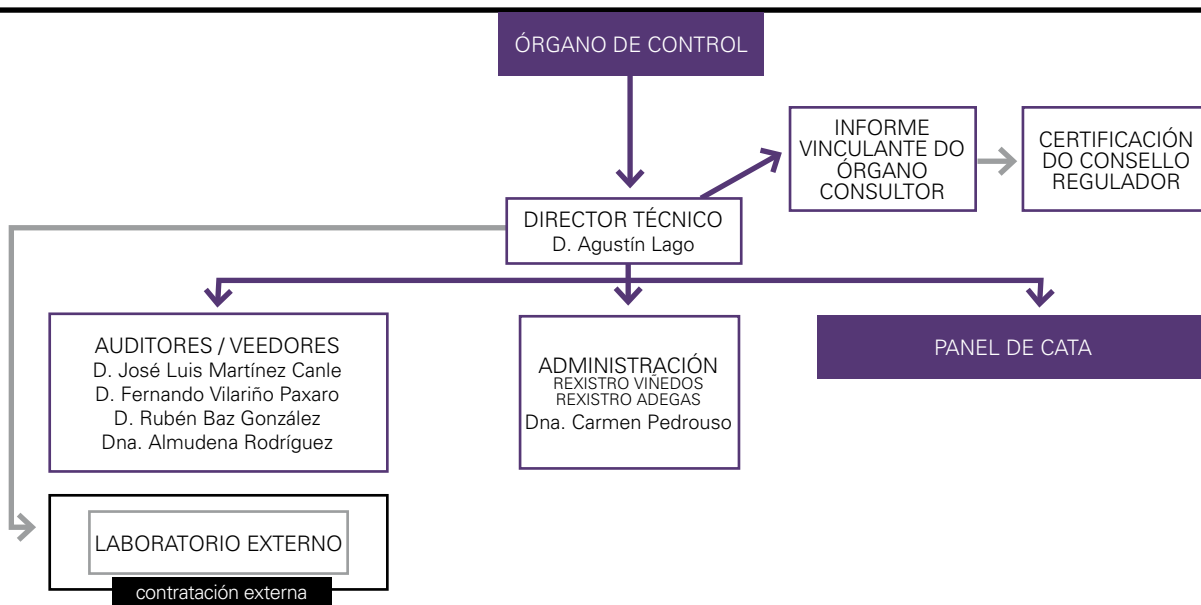 ÓRGANO DE CONTROL
INFORME
VINCULANTE DO
ÓRGANO
CONSULTOR
CERTIFICACIÓN
DO CONSELLO
REGULADOR
DIRECTOR TÉCNICO
D. Agustín Lago
AUDITORES / VEEDORES
D. José Luis Martínez Canle
D. Fernando Vilariño Paxaro
D. Rubén Baz González
Dna. Almudena Rodríguez
ADMINISTRACIÓN
REXISTRO VIÑEDOS
REXISTRO ADEGAS
Dna. Carmen Pedrouso
PANEL DE CATA
LABORATORIO EXTERNO
contratación externa